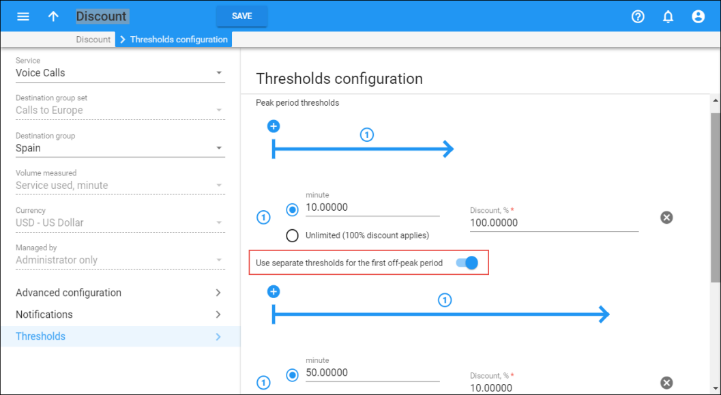 Discount
SAVE
Discount
Thresholds configuration
Service
Voice Calls
Destination group set
Calls to Europe
Destination group
Spain
Volume measured
Service used, minute
Currency
USD - US Dollar
Managed by
Administrator only
Advanced configuration
Notifications
Thresholds
Thresholds configuration
Peak period thresholds
1
1
minute
10.00000
Unlimited (100% discount applies)
Discount, % *
100.00000
Use separate thresholds for the first off-peak period
1
1
minute
50.00000
Discount, % *
10.00000